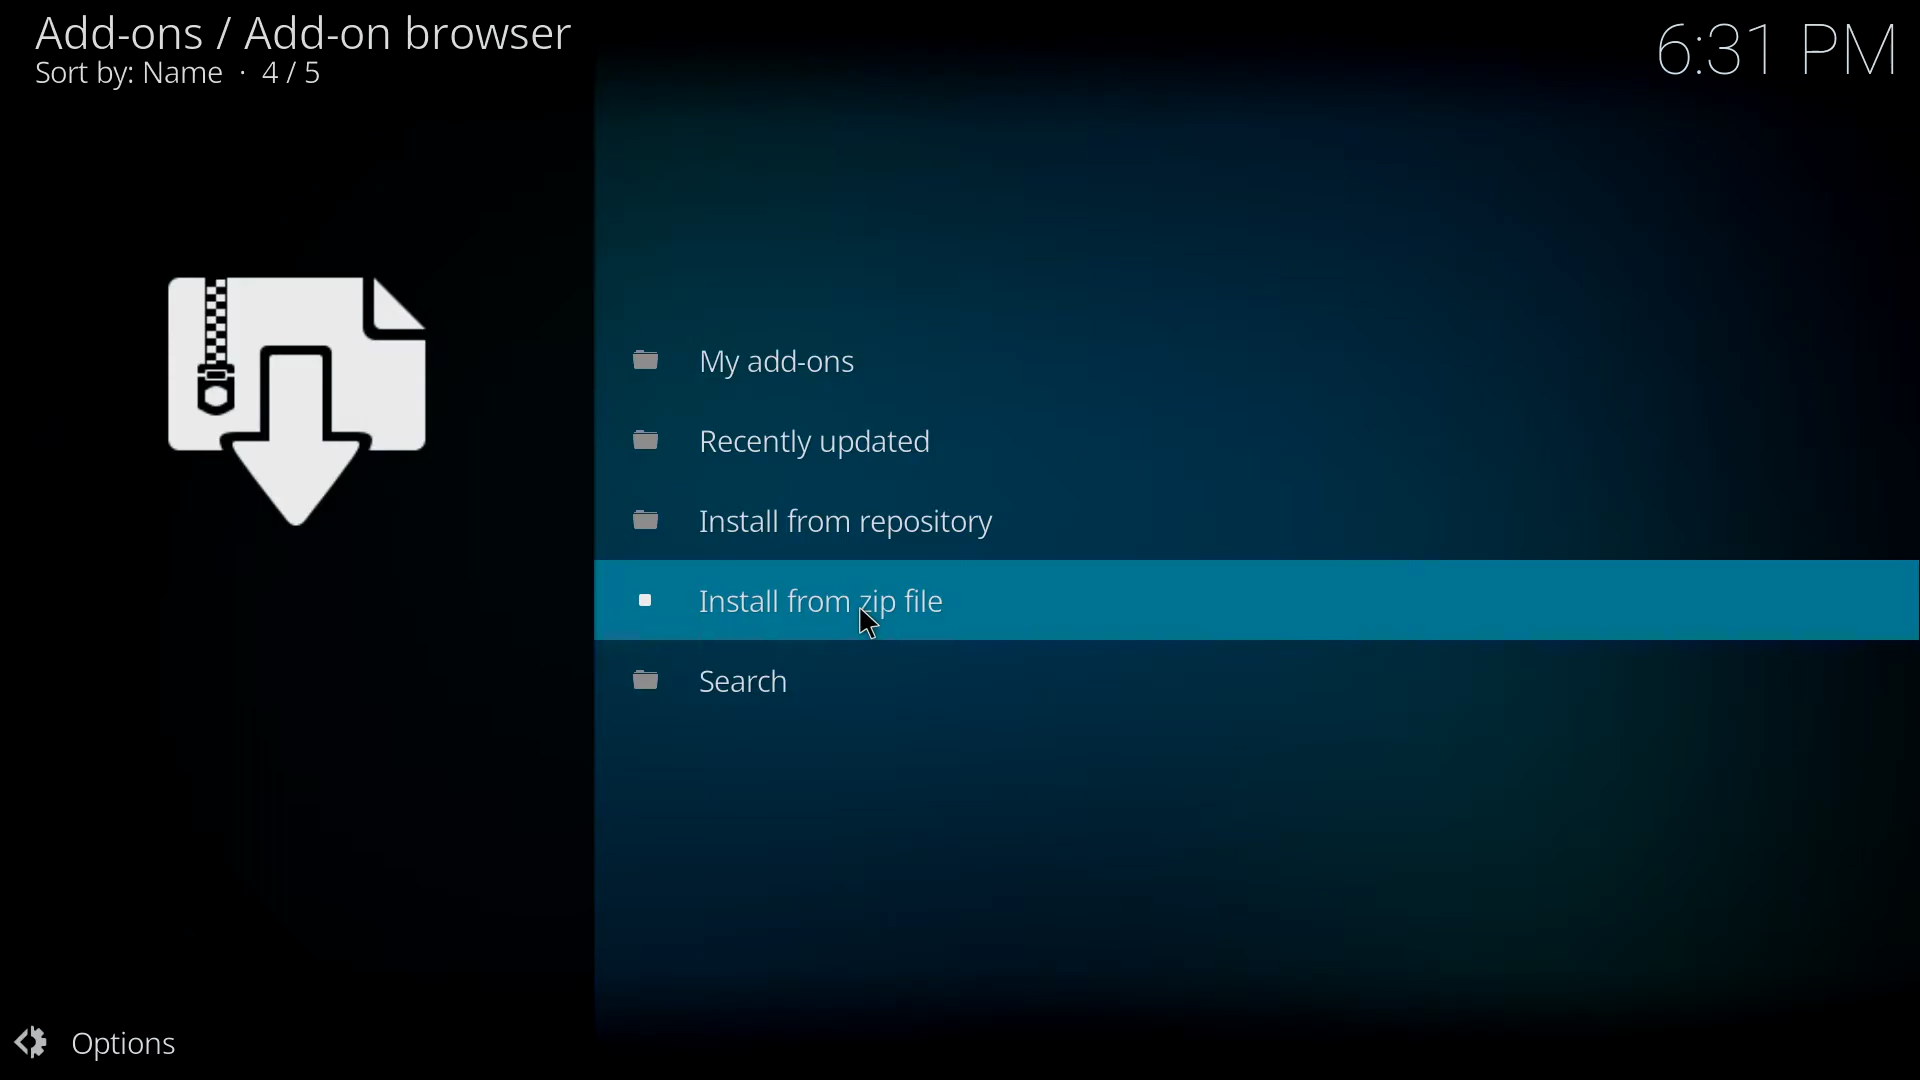 Add-ons / Add-on browser
Sort by: Name · 4 / 5
6:31 PM
My add-ons
Recently updated
Install from repository
Install from zip file
Search
Options